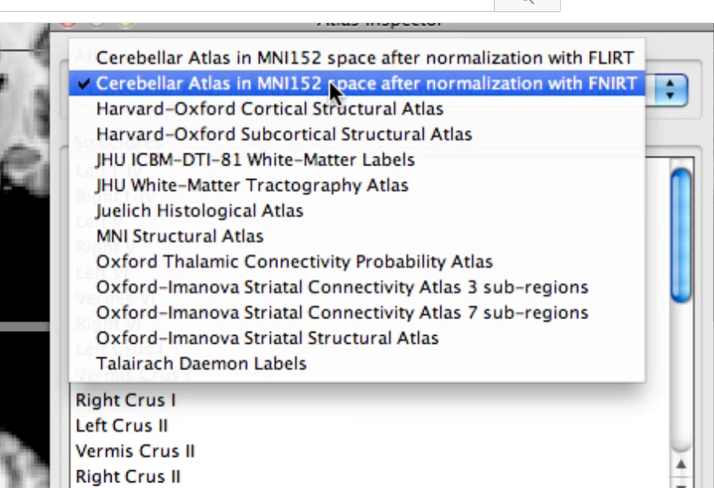 Atlas Inspector
Cerebellar Atlas in MNI152 space after normalization with FLIRT
✓ Cerebellar Atlas in MNI152 space after normalization with FNIRT
Harvard-Oxford Cortical Structural Atlas
Harvard-Oxford Subcortical Structural Atlas
JHU ICBM-DTI-81 White-Matter Labels
JHU White-Matter Tractography Atlas
Juelich Histological Atlas
MNI Structural Atlas
Oxford Thalamic Connectivity Probability Atlas
Oxford-Imanova Striatal Connectivity Atlas 3 sub-regions
Oxford-Imanova Striatal Connectivity Atlas 7 sub-regions
Oxford-Imanova Striatal Structural Atlas
Talairach Daemon Labels
Right Crus I
Left Crus II
Vermis Crus II
Right Crus II